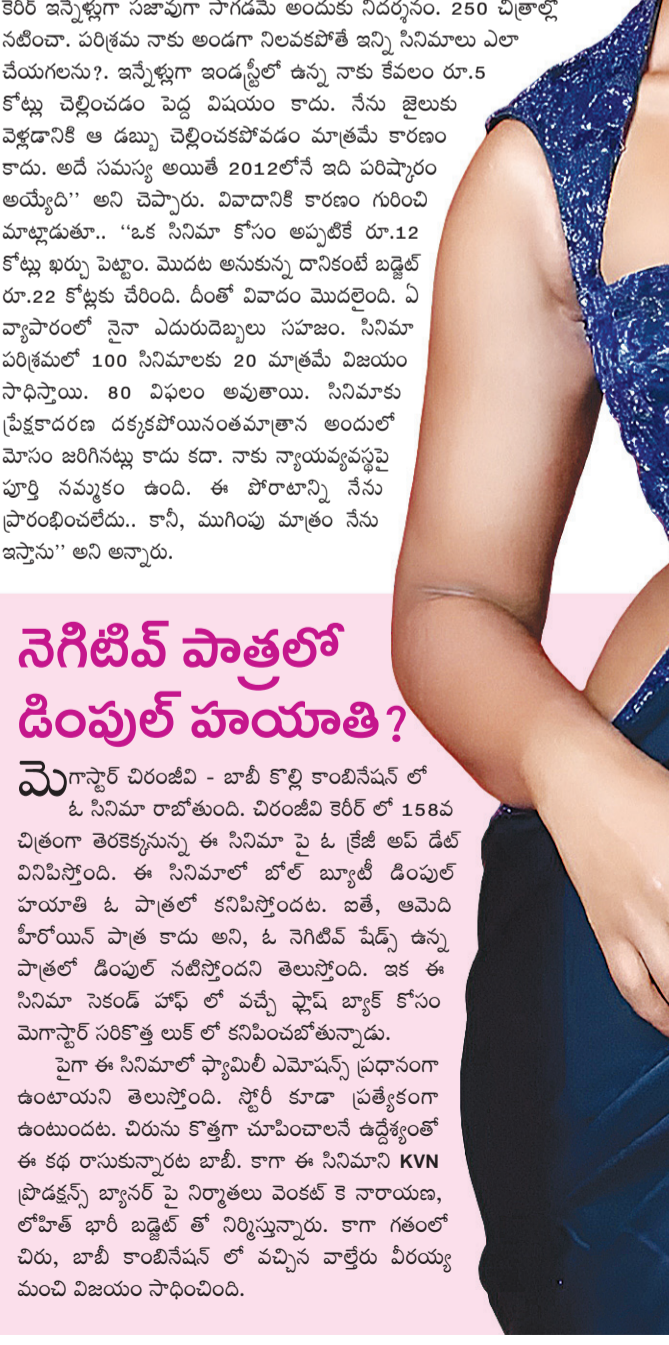 కెరీర్ ఇన్నేళ్లుగా సజావుగా సాగడమే అందుకు నిదర్శనం. 250 చిత్రాల్లో
నటించా. పరిశ్రమ నాకు అండగా నిలవకపోతే ఇన్ని సినిమాలు ఎలా
చేయగలను?. ఇన్నేళ్లుగా ఇండస్ట్రీలో ఉన్న నాకు కేవలం రూ.5
కోట్లు చెల్లించడం పెద్ద విషయం కాదు. నేను జైలుకు
వెళ్లడానికి ఆ డబ్బు చెల్లించకపోవడం మాత్రమే కారణం
కాదు. అదే సమస్య అయితే 2012లోనే ఇది పరిష్కారం
అయ్యేది’’ అని చెప్పారు. వివాదానికి కారణం గురించి
మాట్లాడుతూ.. ‘‘ఒక సినిమా కోసం అప్పటికే రూ.12
కోట్లు ఖర్చు పెట్టాం. మొదట అనుకున్న దానికంటే బడ్జెట్
రూ.22 కోట్లకు చేరింది. దీంతో వివాదం మొదలైంది. ఏ
వ్యాపారంలో నైనా ఎదురుదెబ్బలు సహజం. సినిమా
పరిశ్రమలో 100 సినిమాలకు 20 మాత్రమే విజయం
సాధిస్తాయి. 80 విఫలం అవుతాయి. సినిమాకు
ప్రేక్షకాదరణ దక్కకపోయినంతమాత్రాన అందులో
మోసం జరిగినట్లు కాదు కదా. నాకు న్యాయవ్యవస్థపై
పూర్తి నమ్మకం ఉంది. ఈ పోరాటాన్ని నేను
ప్రారంభించలేదు.. కానీ, ముగింపు మాత్రం నేను
ఇస్తాను’’ అని అన్నారు.
నెగిటివ్ పాత్రలో
డింపుల్ హయాతి?
మెగాస్టార్ చిరంజీవి - బాబీ కొల్లి కాంబినేషన్ లో
ఓ సినిమా రాబోతుంది. చిరంజీవి కెరీర్ లో 158వ
చిత్రంగా తెరకెక్కనున్న ఈ సినిమా పై ఓ క్రేజీ అప్ డేట్
వినిపిస్తోంది. ఈ సినిమాలో బోల్డ్ బ్యూటీ డింపుల్
హయాతి ఓ పాత్రలో కనిపిస్తోందట. ఐతే, ఆమెది
హీరోయిన్ పాత్ర కాదు అని, ఓ నెగిటివ్ షేడ్స్ ఉన్న
పాత్రలో డింపుల్ నటిస్తోందని తెలుస్తోంది. ఇక ఈ
సినిమా సెకండ్ హాఫ్ లో వచ్చే ఫ్లాష్ బ్యాక్ కోసం
మెగాస్టార్ సరికొత్త లుక్ లో కనిపించబోతున్నాడు.
పైగా ఈ సినిమాలో ఫ్యామిలీ ఎమోషన్స్ ప్రధానంగా
ఉంటాయని తెలుస్తోంది. స్టోరీ కూడా ప్రత్యేకంగా
ఉంటుందట. చిరును కొత్తగా చూపించాలనే ఉద్దేశ్యంతో
ఈ కథ రాసుకున్నారట బాబీ. కాగా ఈ సినిమాని KVN
ప్రొడక్షన్స్ బ్యానర్ పై నిర్మాతలు వెంకట్ కె నారాయణ,
లోహిత్ భారీ బడ్జెట్ తో నిర్మిస్తున్నారు. కాగా గతంలో
చిరు, బాబీ కాంబినేషన్ లో వచ్చిన వాల్తేరు వీరయ్య
మంచి విజయం సాధించింది.